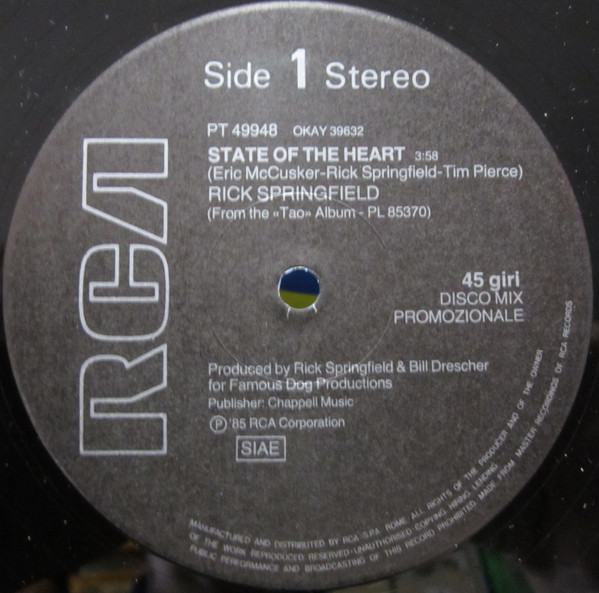 Side 1 Stereo
PT 49948 OKAY 39632
STATE OF THE HEART 3:58
(Eric McCusker-Rick Springfield-Tim Pierce)
RICK SPRINGFIELD
(From the «Tao» Album - PL 85370)
RCA
45 giri
DISCO MIX
PROMOZIONALE
Produced by Rick Springfield & Bill Drescher
for Famous Dog Productions
Publisher: Chappell Music
Ⓟ '85 RCA Corporation
SIAE
MANUFACTURED AND DISTRIBUTED BY RCA S.P.A. ROME. ALL RIGHTS OF THE PRODUCER AND OF THE OWNER
OF THE WORK REPRODUCED RESERVED-UNAUTHORISED COPYING HIRING LENDING
PUBLIC PERFORMANCE AND BROADCASTING OF THIS RECORD PROHIBITED. MADE FROM MASTER RECORDINGS OF RCA RECORDS